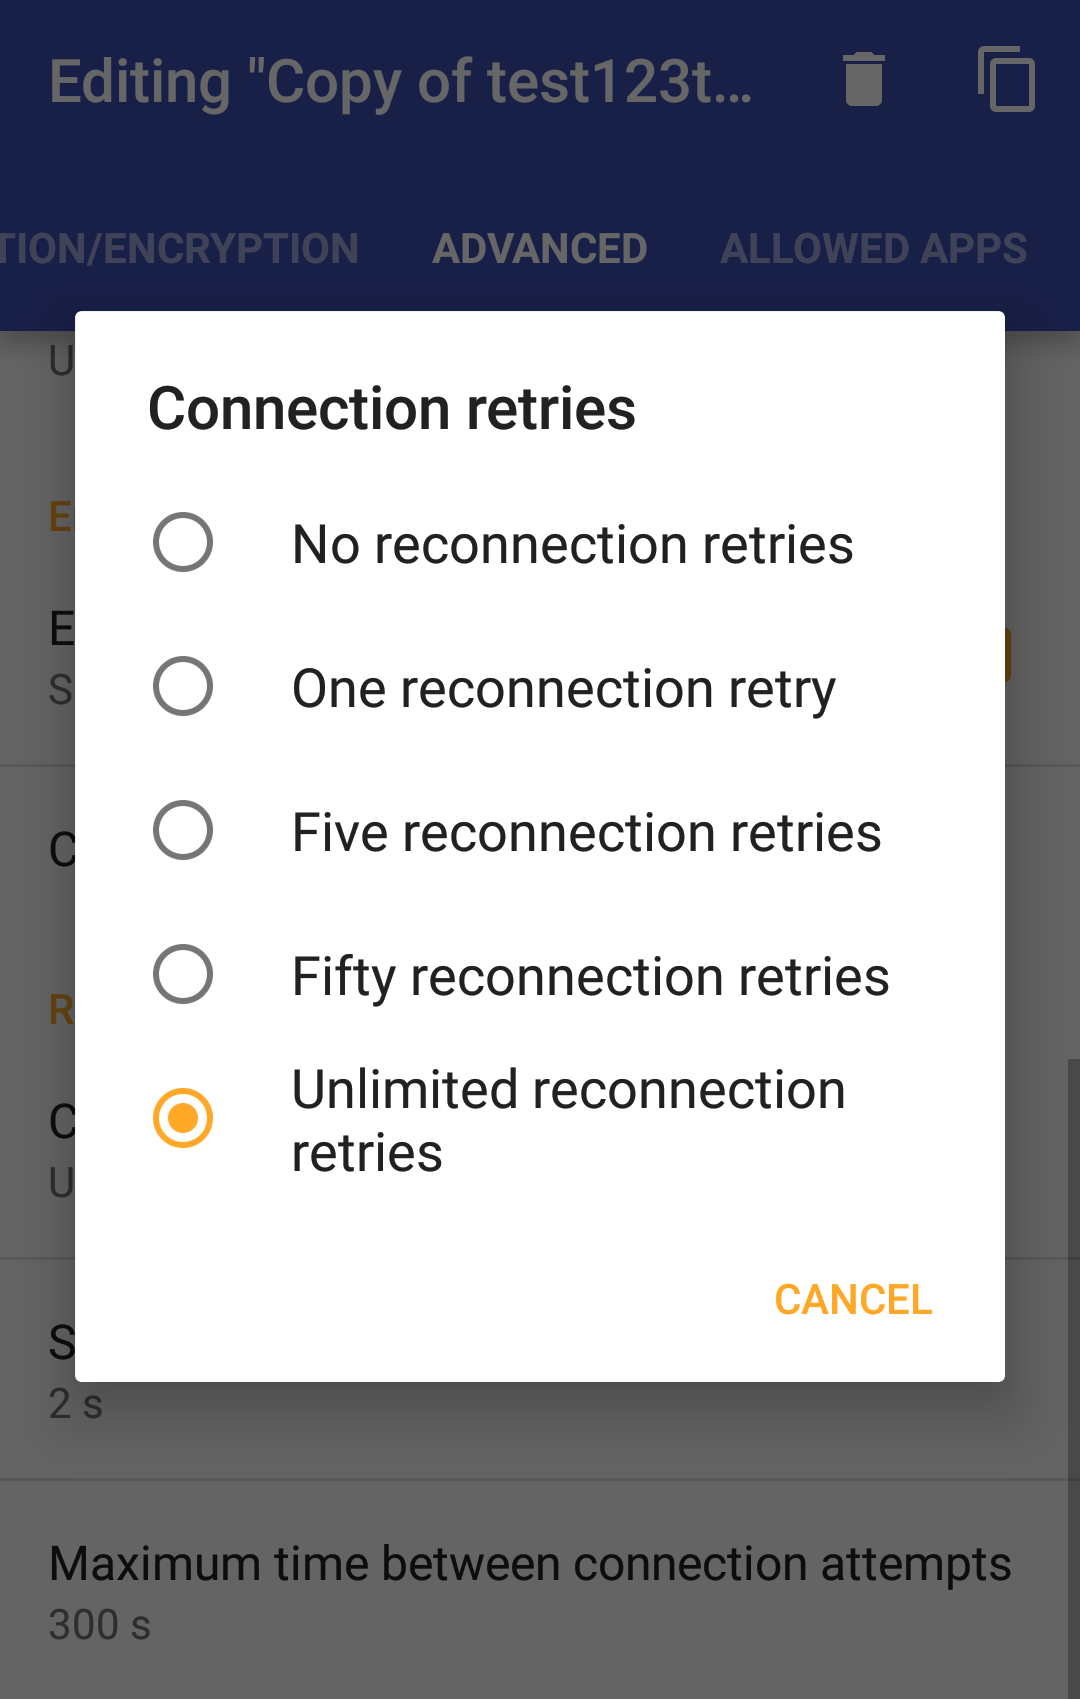 Editing "Copy of test123t...
TION/ENCRYPTION ADVANCED ALLOWED APPS
Connection retries
No reconnection retries
One reconnection retry
Five reconnection retries
Fifty reconnection retries
Unlimited reconnection
retries
CANCEL
2 s
Maximum time between connection attempts
300 s